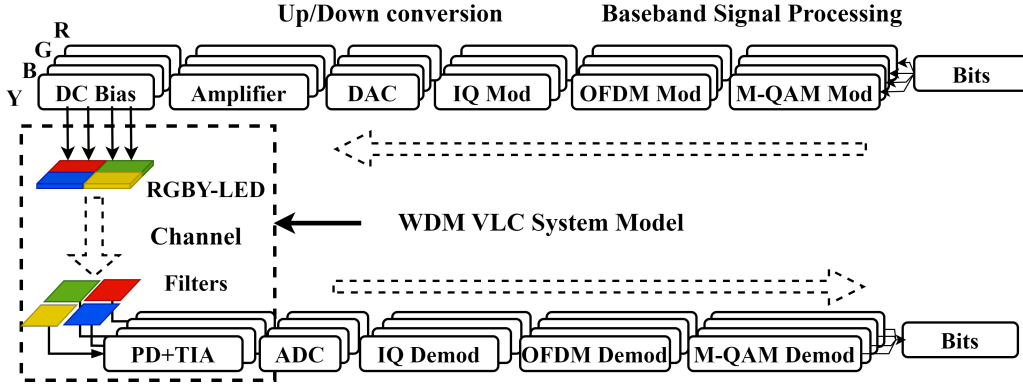 Up/Down conversion
Baseband Signal Processing
R
G
B
Y
DC Bias
Amplifier
DAC
IQ Mod
OFDM Mod
M-QAM Mod
Bits
RGBY-LED
Channel
WDM VLC System Model
Filters
PD+TIA
ADC
IQ Demod
OFDM Demod
M-QAM Demod
Bits